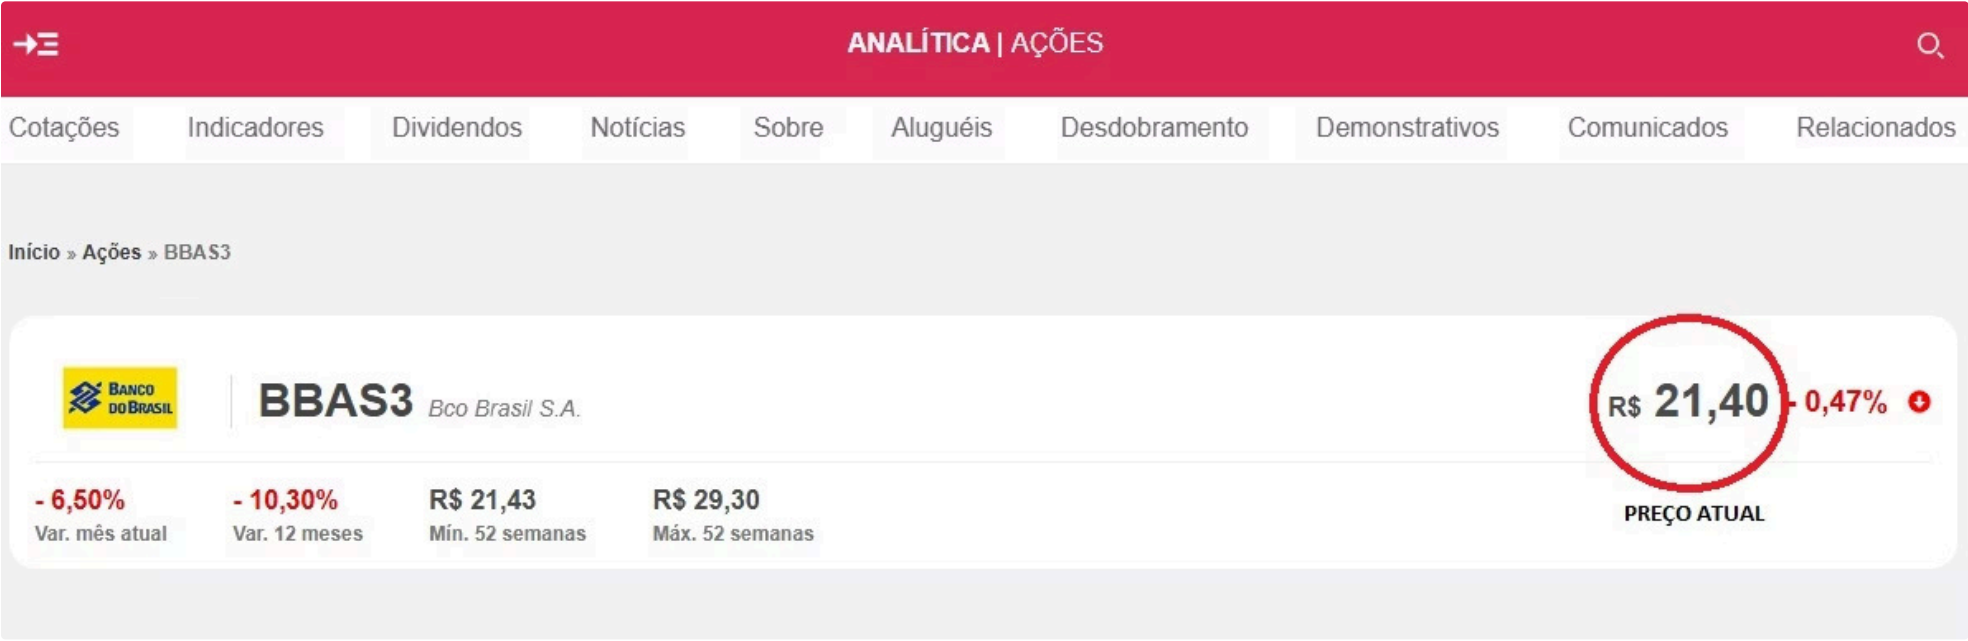 ANALÍTICA | AÇÕES
Cotações Indicadores Dividendos Notícias Sobre Aluguéis Desdobramento Demonstrativos Comunicados Relacionados
Início » Ações » BBAS3
BANCO
DO BRASIL
BBAS3 Bco Brasil S.A.
R$ 21,40 - 0,47%
- 6,50% - 10,30% R$ 21,43 R$ 29,30
Var. mês atual Var. 12 meses Mín. 52 semanas Máx. 52 semanas
PREÇO ATUAL